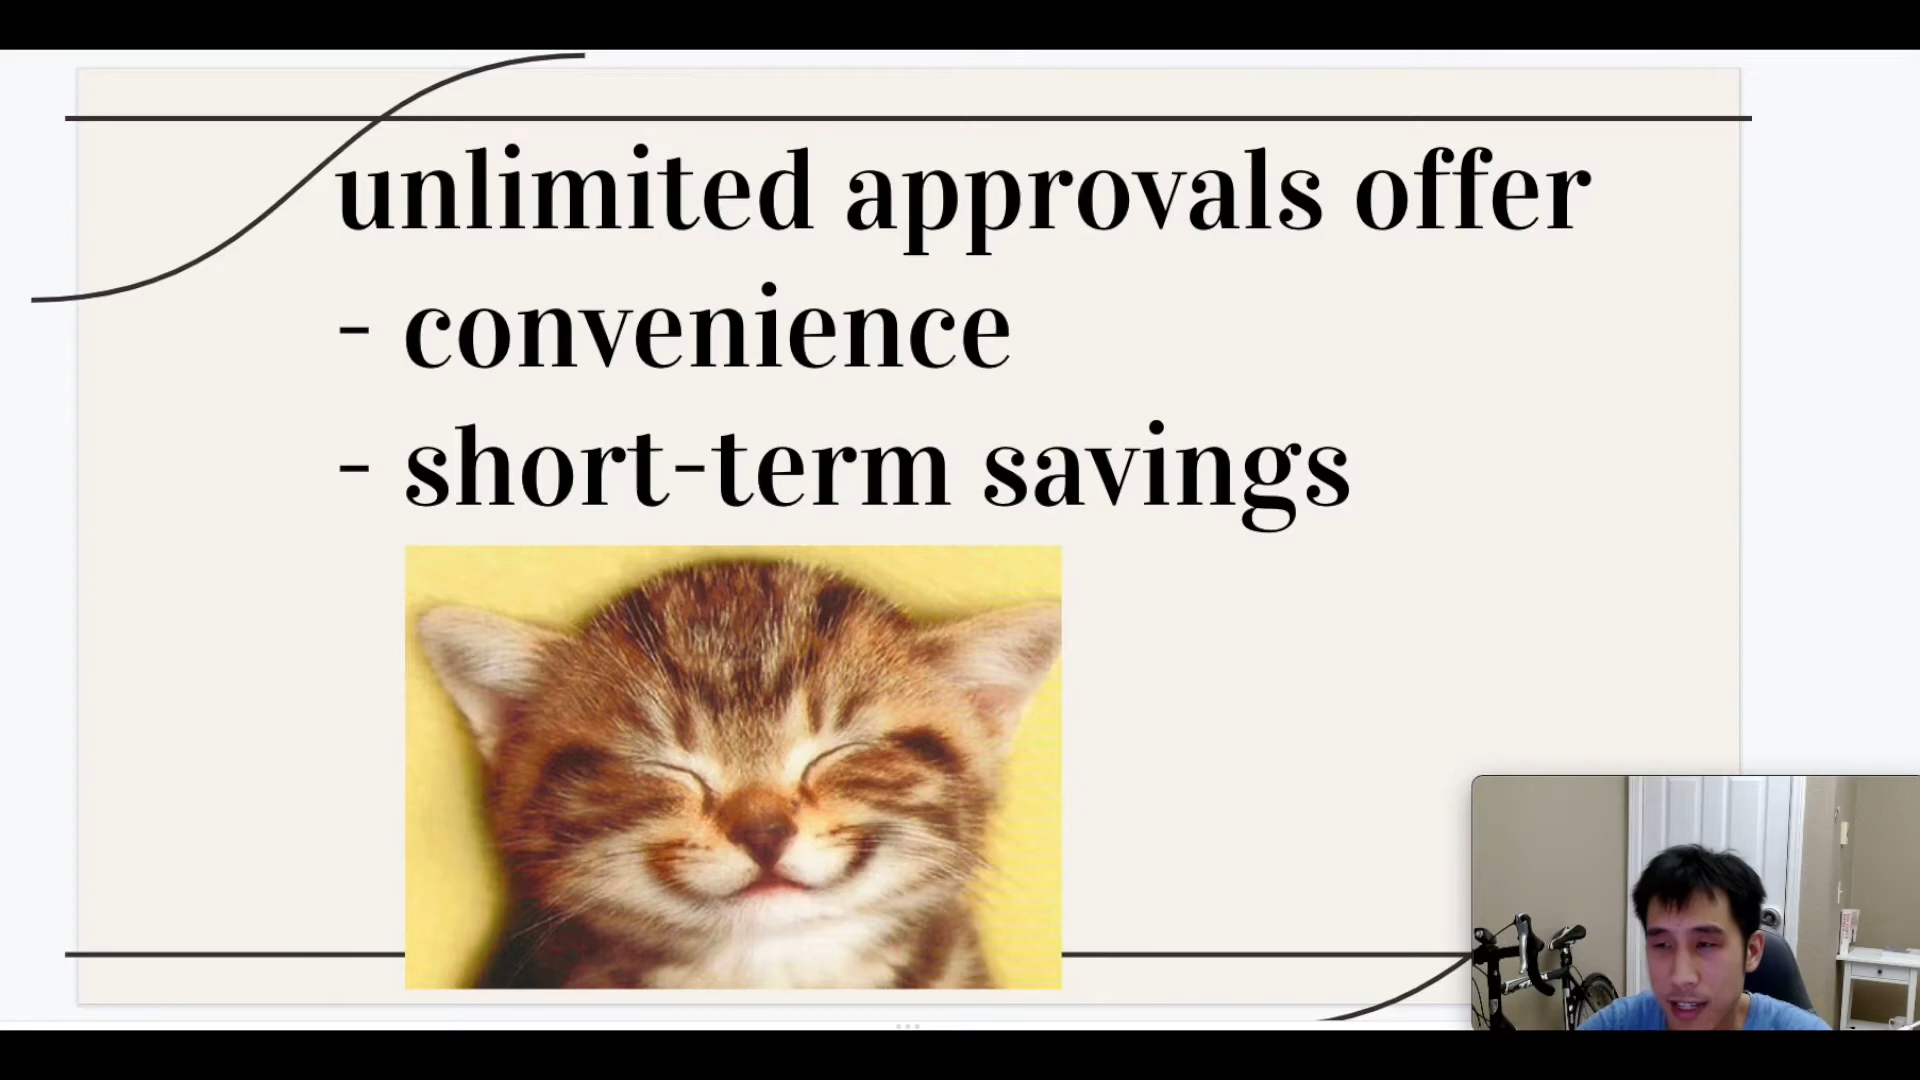 unlimited approvals offer
- convenience
- short-term savings